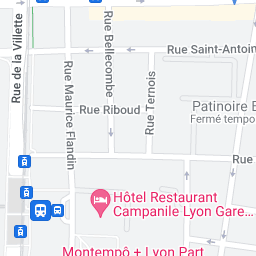 Rue de la Villette
Rue Bellecombe
Rue Saint-Antoin
Rue Maurice Flandin
Rue Riboud
Rue Ternois
Patinoire B
Fermé tempo
Rue
Hôtel Restaurant
Campanile Lyon Gare...
Montempô + Lyon Part